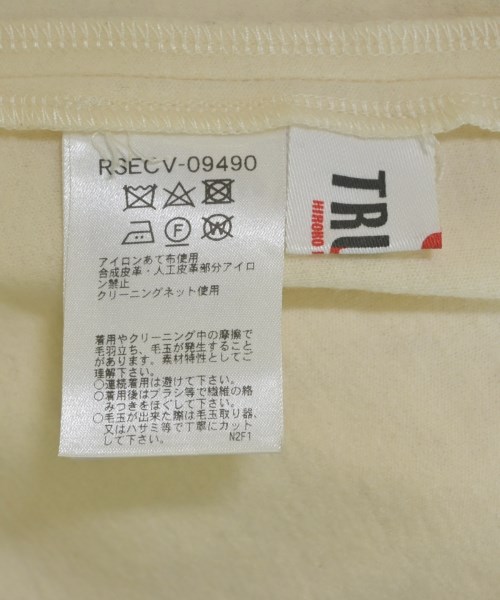 RSECV-09490
F
W
アイロンあて布使用
合成皮革・人工皮革部分アイロ
ン禁止
クリーニングネット使用
着用やクリーニング中の摩擦で
毛羽立ち、毛玉が発生すること
があります。素材特性としてご
理解下さい。
○連続着用は避けて下さい。
○着用後はブラシ等で繊維の絡
みつきをほぐして下さい。
○毛玉が出来た際は毛玉取り器、
又はハサミ等で丁寧にカット
して下さい。
N2F1
TRU
HIROKO